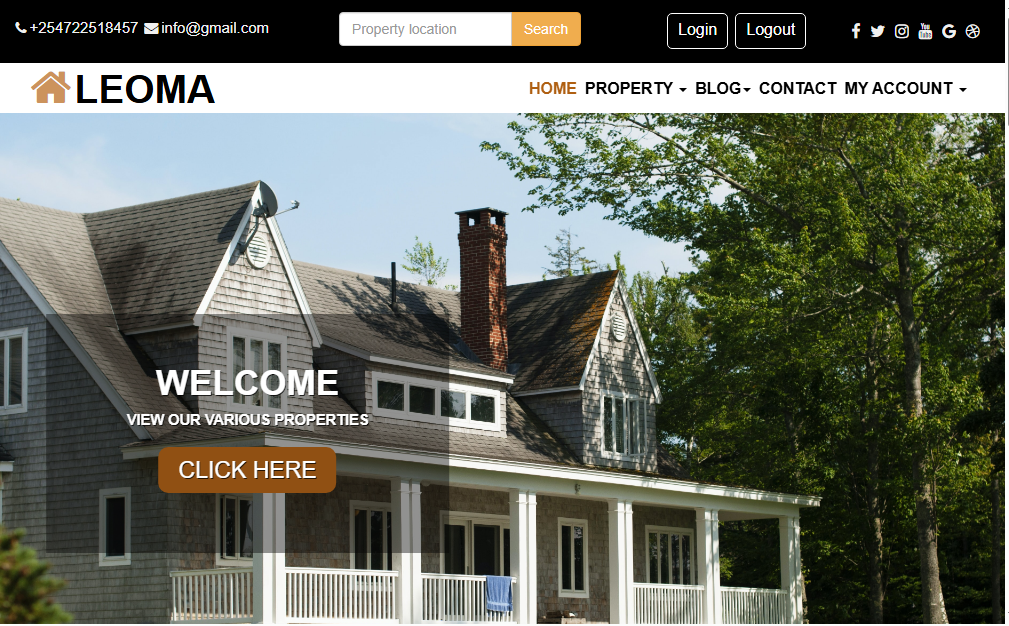 +254722518457 info@gmail.com
Property location
Search
Login
Logout
LEOMA
HOME PROPERTY BLOG CONTACT MY ACCOUNT
WELCOME
VIEW OUR VARIOUS PROPERTIES
CLICK HERE